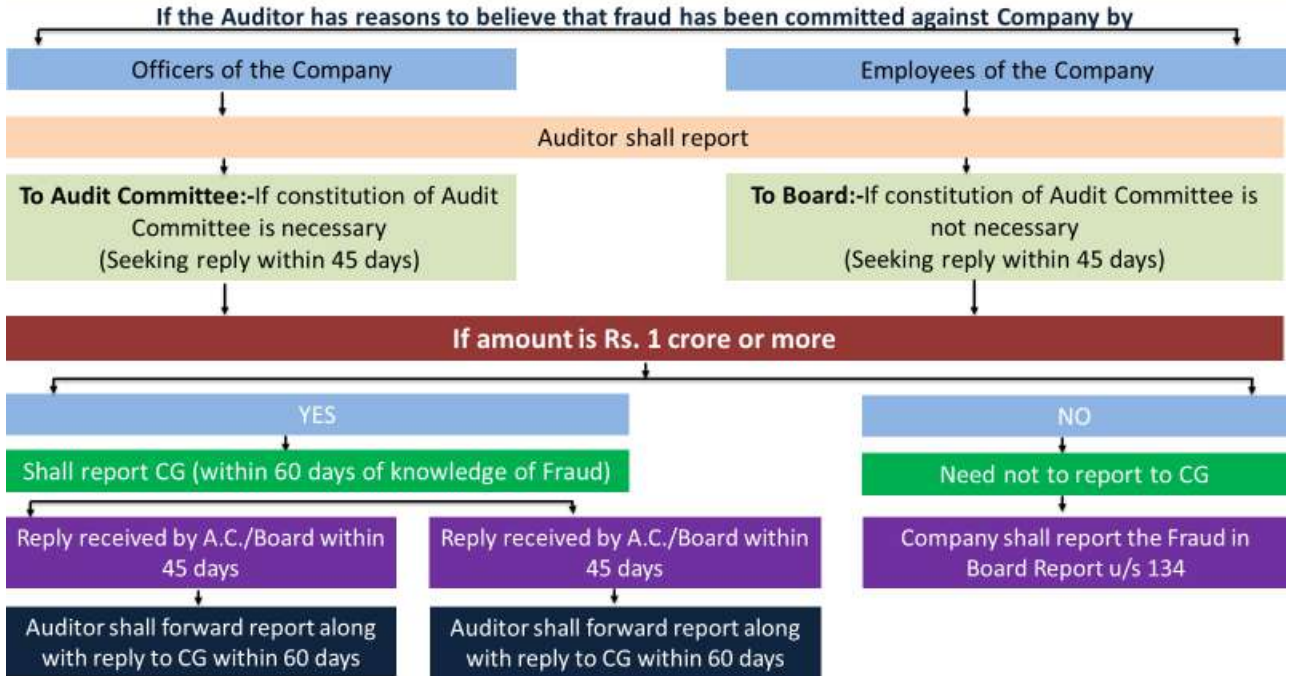 If the Auditor has reasons to believe that fraud has been committed against Company by
Officers of the Company
Employees of the Company
Auditor shall report
To Audit Committee:-If constitution of Audit
Committee is necessary
(Seeking reply within 45 days)
To Board:-If constitution of Audit Committee is
not necessary
(Seeking reply within 45 days)
If amount is Rs. 1 crore or more
YES
NO
Shall report CG (within 60 days of knowledge of Fraud)
Need not to report to CG
Reply received by A.C./Board within
45 days
Reply received by A.C./Board within
45 days
Company shall report the Fraud in
Board Report u/s 134
Auditor shall forward report along
with reply to CG within 60 days
Auditor shall forward report along
with reply to CG within 60 days